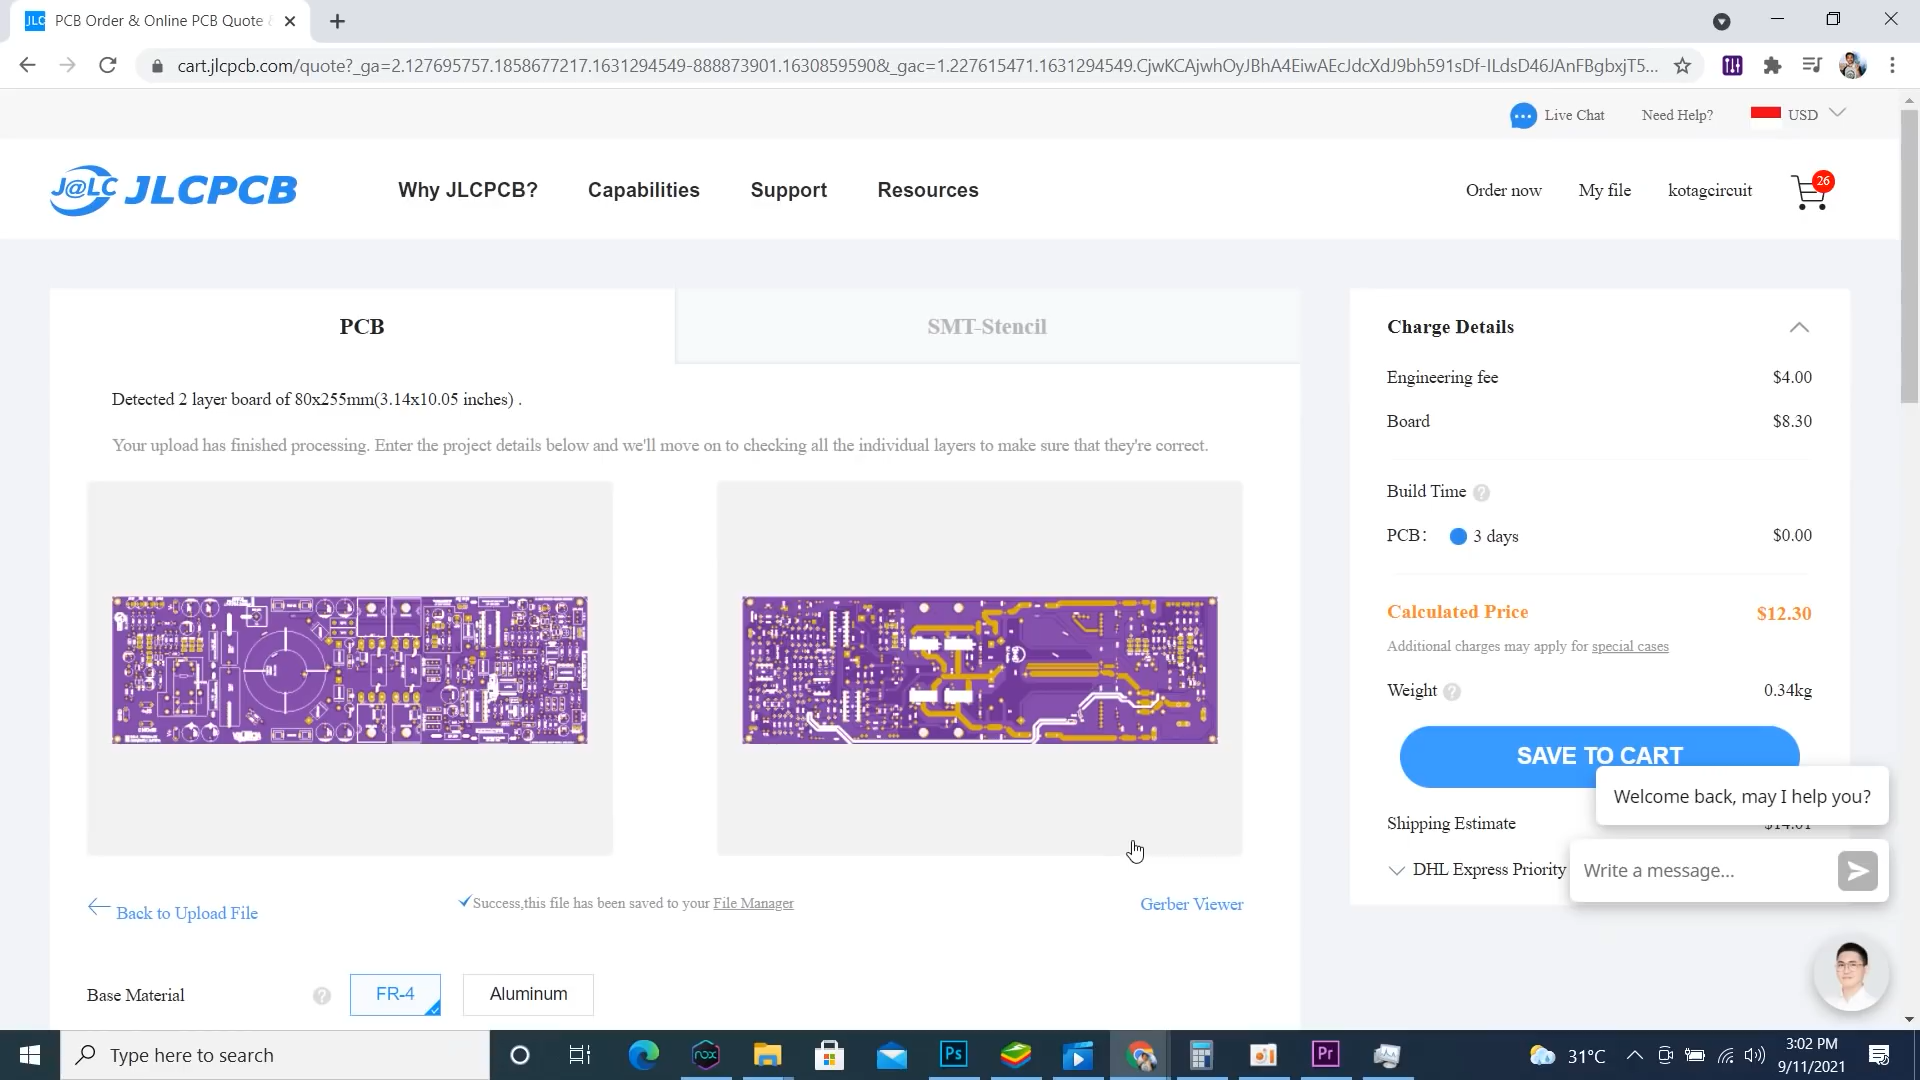 JLC PCB Order & Online PCB Quote
cart.jlcpcb.com/quote?_ga=2.127695757.1858677217.1631294549-888873901.1630859590&_gac=1.227615471.1631294549.CjwKCAjwhOyJBhA4EiwAEcJdcXdJ9bh591sDf-ILdsD46JAnFBgbxjT5...
Live Chat Need Help? USD
J@LC JLCPCB Why JLCPCB? Capabilities Support Resources Order now My file kotagcircuit 26
PCB SMT-Stencil
Detected 2 layer board of 80x255mm(3.14x10.05 inches) .
Your upload has finished processing. Enter the project details below and we'll move on to checking all the individual layers to make sure that they're correct.
Back to Upload File
Success,this file has been saved to your File Manager
Gerber Viewer
Base Material ? FR-4 Aluminum
Charge Details
Engineering fee $4.00
Board $8.30
Build Time ?
PCB: 3 days $0.00
Calculated Price $12.30
Additional charges may apply for special cases
Weight ? 0.34kg
SAVE TO CART
Welcome back, may I help you?
Shipping Estimate
DHL Express Priority
Write a message...
Type here to search
nox
Ps
Pr
31°C
3:02 PM
9/11/2021